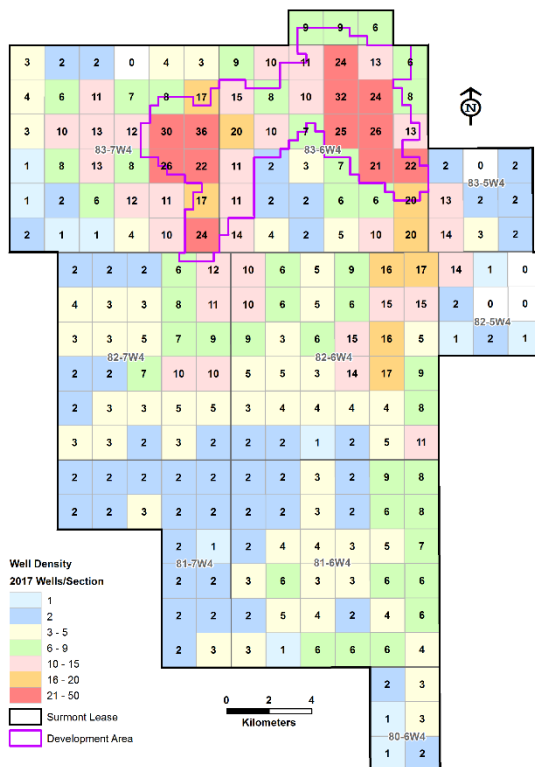 9 9 6
3 2 2 0 4 3 9 10 11 24 13 6
4 6 11 7 8 17 15 8 10 32 24 8
N
3 10 13 12 30 36 20 10 7 25 26 13
83-7W4 83-6W4
1 8 13 8 26 22 11 2 3 7 21 22 2 0 2
83-5W4
1 2 6 12 11 17 11 2 2 6 6 20 13 2 2
2 1 1 4 10 24 14 4 2 5 10 20 14 3 2
2 2 2 6 12 10 6 5 9 16 17 14 1 0
4 3 3 8 11 10 6 5 6 15 15 2 0 0
82-5W4
3 3 5 7 9 9 3 6 15 16 5 1 2 1
82-7W4 82-6W4
2 2 7 10 10 5 5 3 14 17 9
2 3 3 5 5 3 4 4 4 4 8
3 3 2 3 2 2 2 1 2 5 11
2 2 2 2 2 2 2 3 2 9 8
2 2 3 2 2 2 2 3 2 6 8
2 1 2 4 4 3 5 7
81-7W4 81-6W4
2 2 3 6 3 3 6 6
2 2 2 5 4 2 4 6
2 3 3 1 6 6 6 4
2 3
1 3
80-6W4
1 2
Well Density
2017 Wells/Section
1
2
3 - 5
6 - 9
10 - 15
16 - 20
21 - 50
Surmont Lease
Development Area
0 2 4
Kilometers